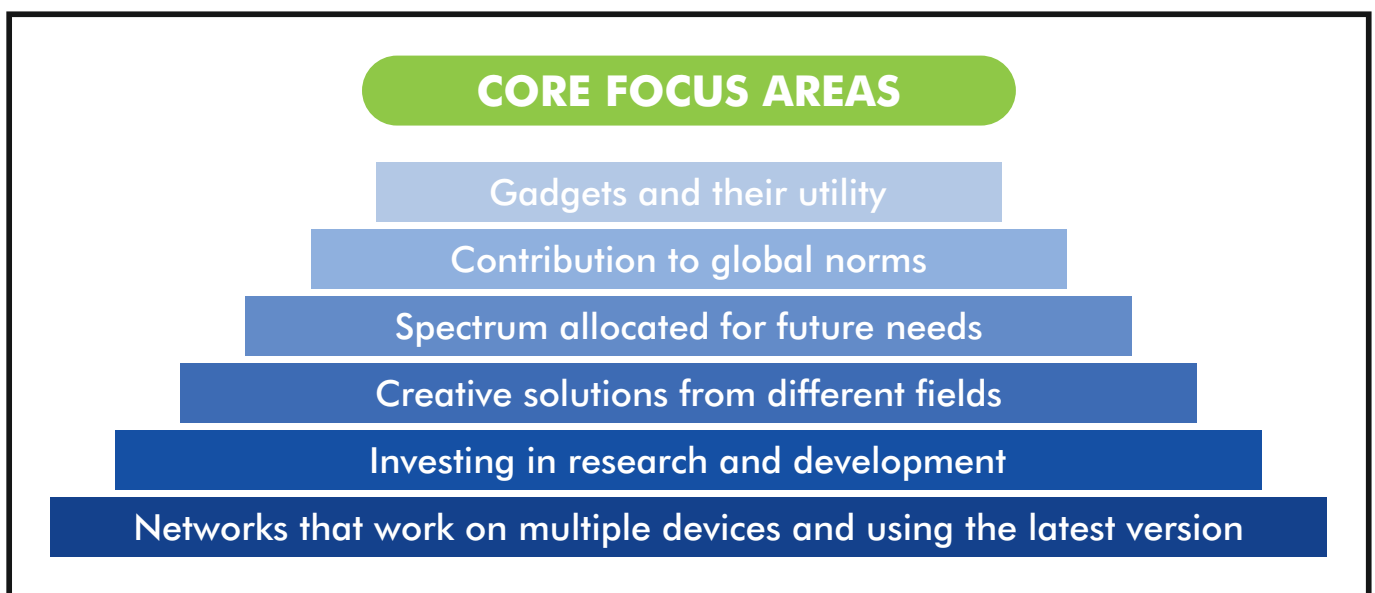 CORE FOCUS AREAS
Gadgets and their utility
Contribution to global norms
Spectrum allocated for future needs
Creative solutions from different fields
Investing in research and development
Networks that work on multiple devices and using the latest version